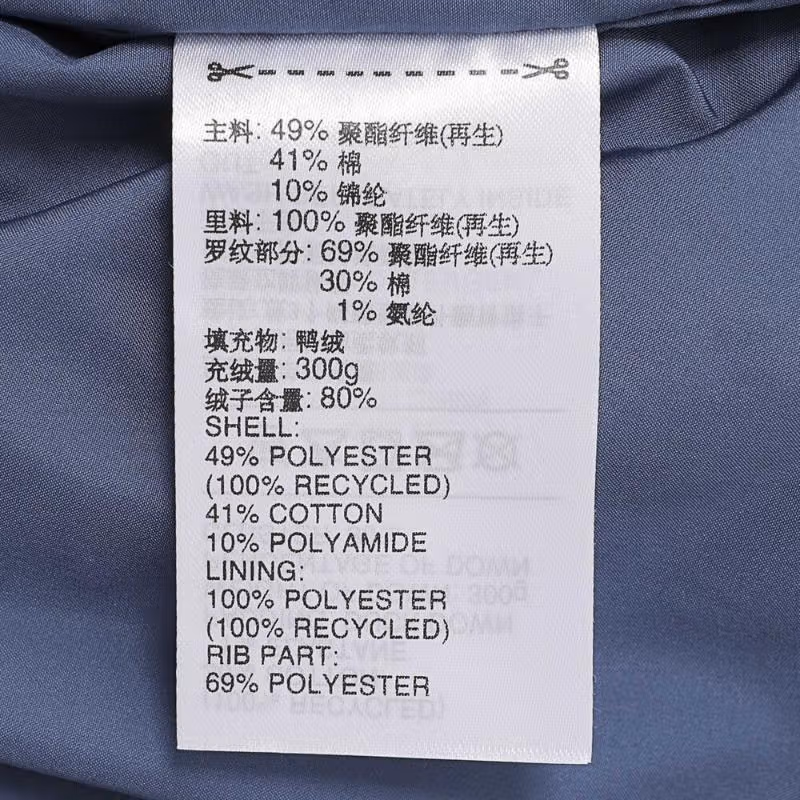 主料: 49% 聚酯纤维(再生)
41% 棉
10% 锦纶
里料: 100% 聚酯纤维(再生)
罗纹部分: 69% 聚酯纤维(再生)
30% 棉
1% 氨纶
填充物: 鸭绒
充绒量: 300g
绒子含量: 80%
SHELL:
49% POLYESTER
(100% RECYCLED)
41% COTTON
10% POLYAMIDE
LINING:
100% POLYESTER
(100% RECYCLED)
RIB PART:
69% POLYESTER